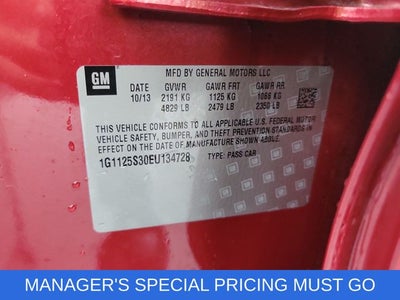 GM
MFD BY GENERAL MOTORS LLC
DATE GVWR GAWR FRT GAWR RR
10/13 2191 KG 1125 KG 1066 KG
4829 LB 2479 LB 2350 LB
THIS VEHICLE CONFORMS TO ALL APPLICABLE U.S. FEDERAL MOTOR
VEHICLE SAFETY, BUMPER, AND THEFT PREVENTION STANDARDS IN
EFFECT ON THE DATE OF MANUFACTURE SHOWN ABOVE.
1G1125S30EU134728 TYPE: PASS CAR
MANAGER'S SPECIAL PRICING MUST GO